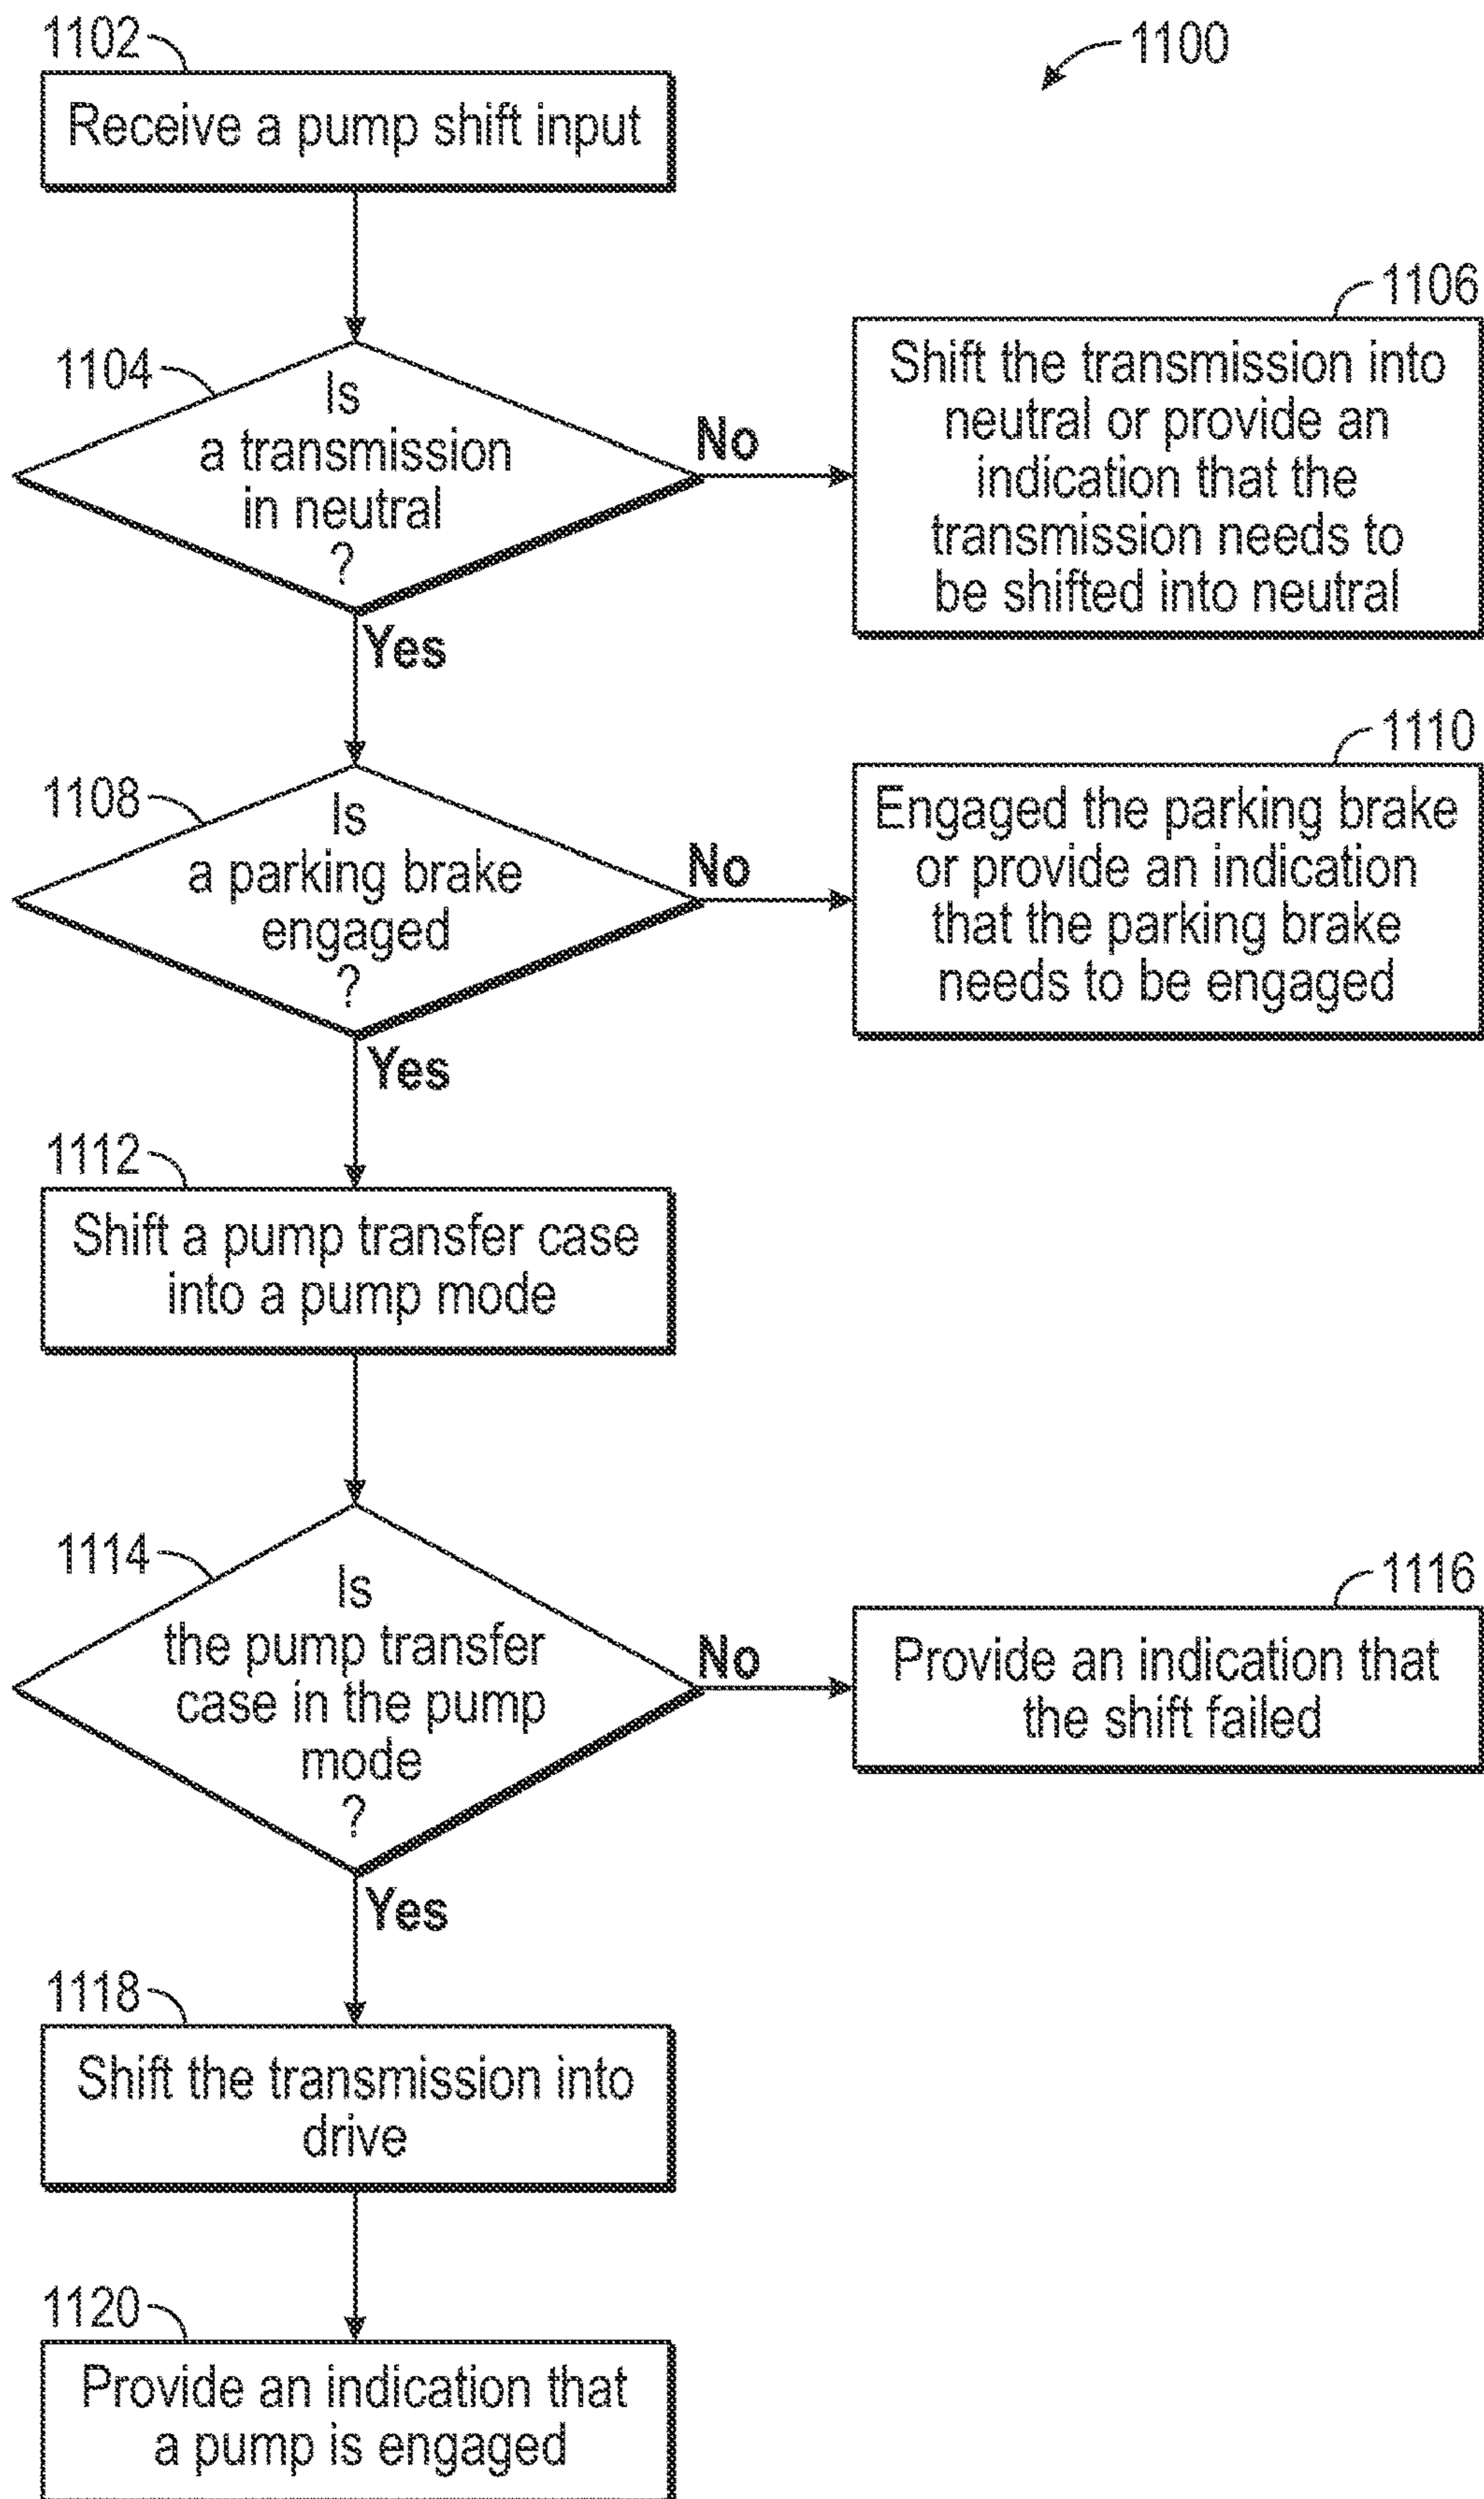 1102
1100
Receive a pump shift input
1104
Is
a transmission
in neutral
?
No
1106
Shift the transmission into
neutral or provide an
indication that the
transmission needs to
be shifted into neutral
Yes
1108
Is
a parking brake
engaged
?
No
1110
Engaged the parking brake
or provide an indication
that the parking brake
needs to be engaged
Yes
1112
Shift a pump transfer case
into a pump mode
1114
Is
the pump transfer
case in the pump
mode
?
No
1116
Provide an indication that
the shift failed
Yes
1118
Shift the transmission into
drive
1120
Provide an indication that
a pump is engaged